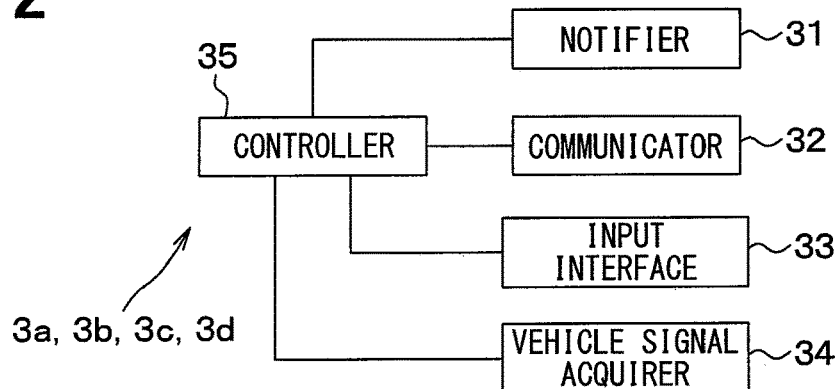 2
NOTIFIER
31
35
CONTROLLER
COMMUNICATOR
32
INPUT
INTERFACE
33
3a, 3b, 3c, 3d
VEHICLE SIGNAL
ACQUIRER
34